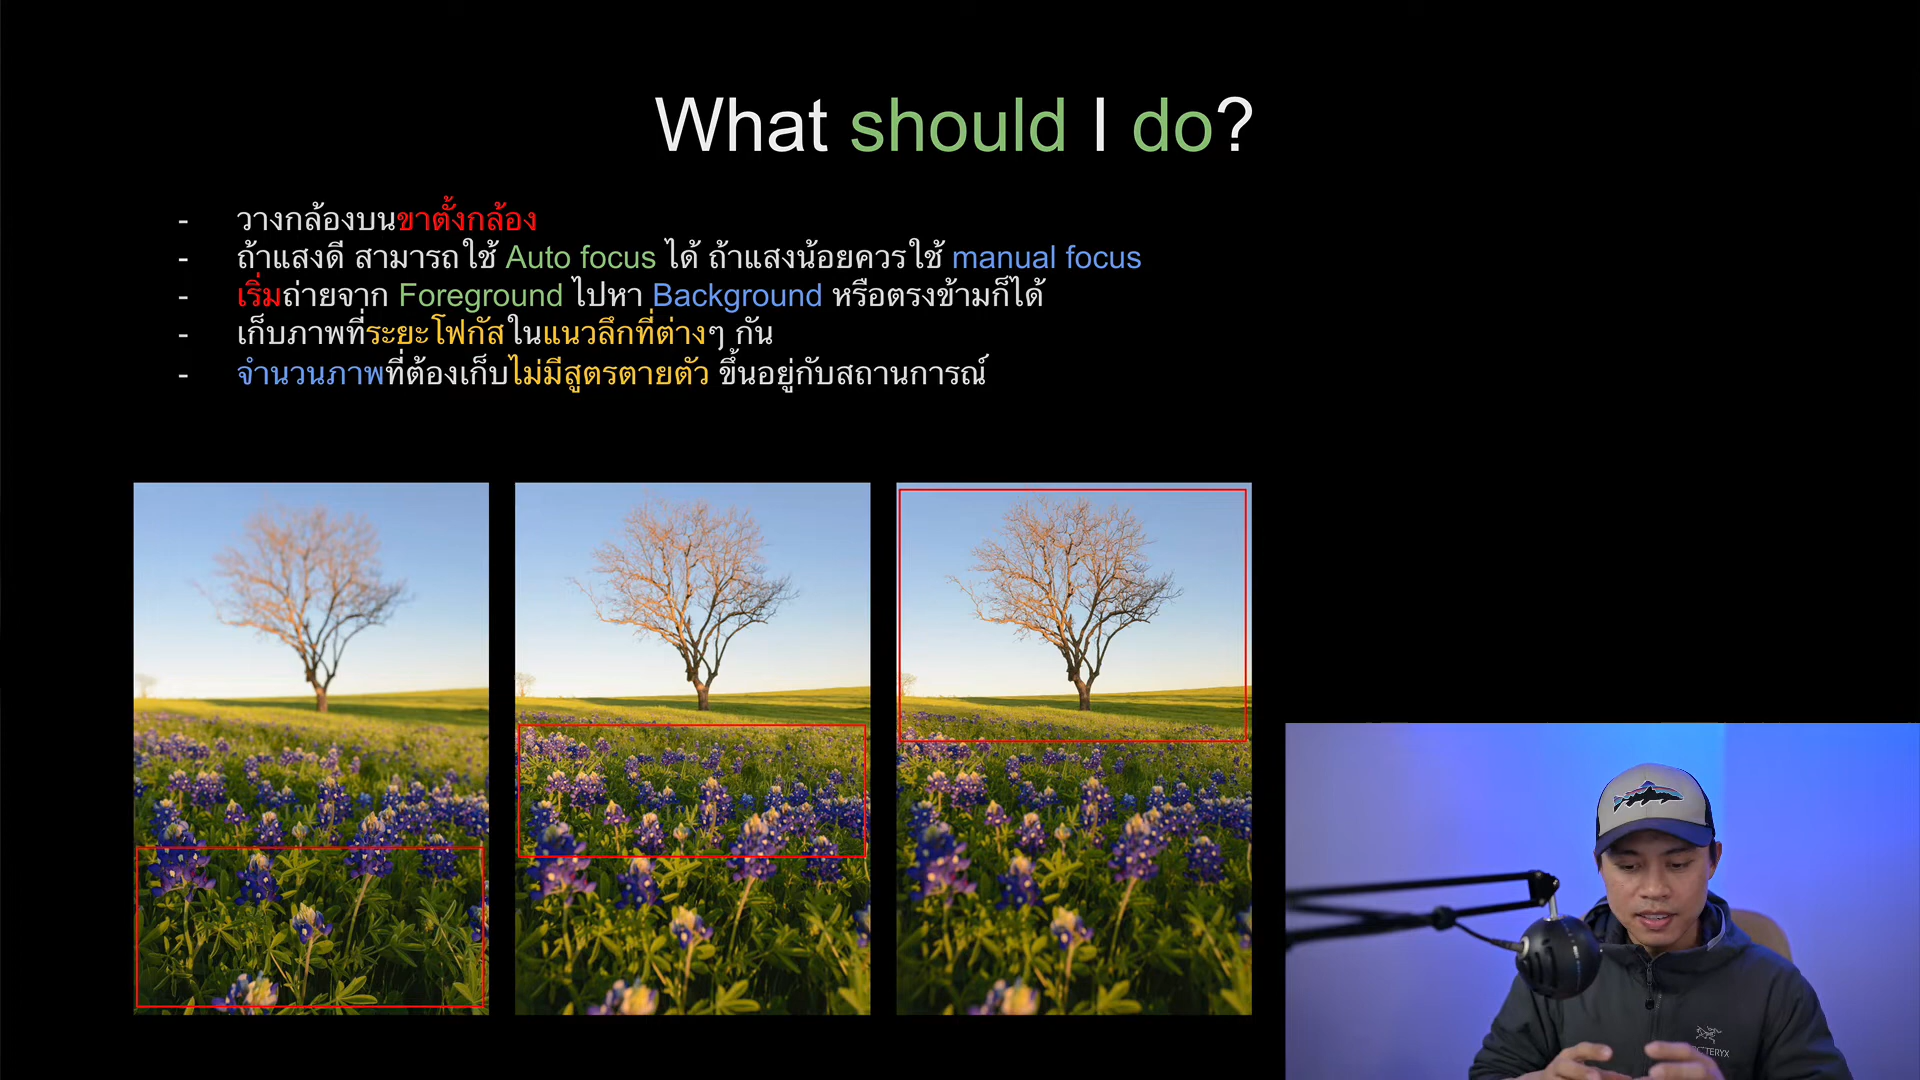 What should I do?
- วางกล้องบนขาตั้งกล้อง
- ถ้าแสงดี สามารถใช้ Auto focus ได้ ถ้าแสงน้อยควรใช้ manual focus
- เริ่มถ่ายจาก Foreground ไปหา Background หรือตรงข้ามก็ได้
- เก็บภาพที่ระยะโฟกัสในแนวลึกที่ต่างๆ กัน
- จำนวนภาพที่ต้องเก็บไม่มีสูตรตายตัว ขึ้นอยู่กับสถานการณ์